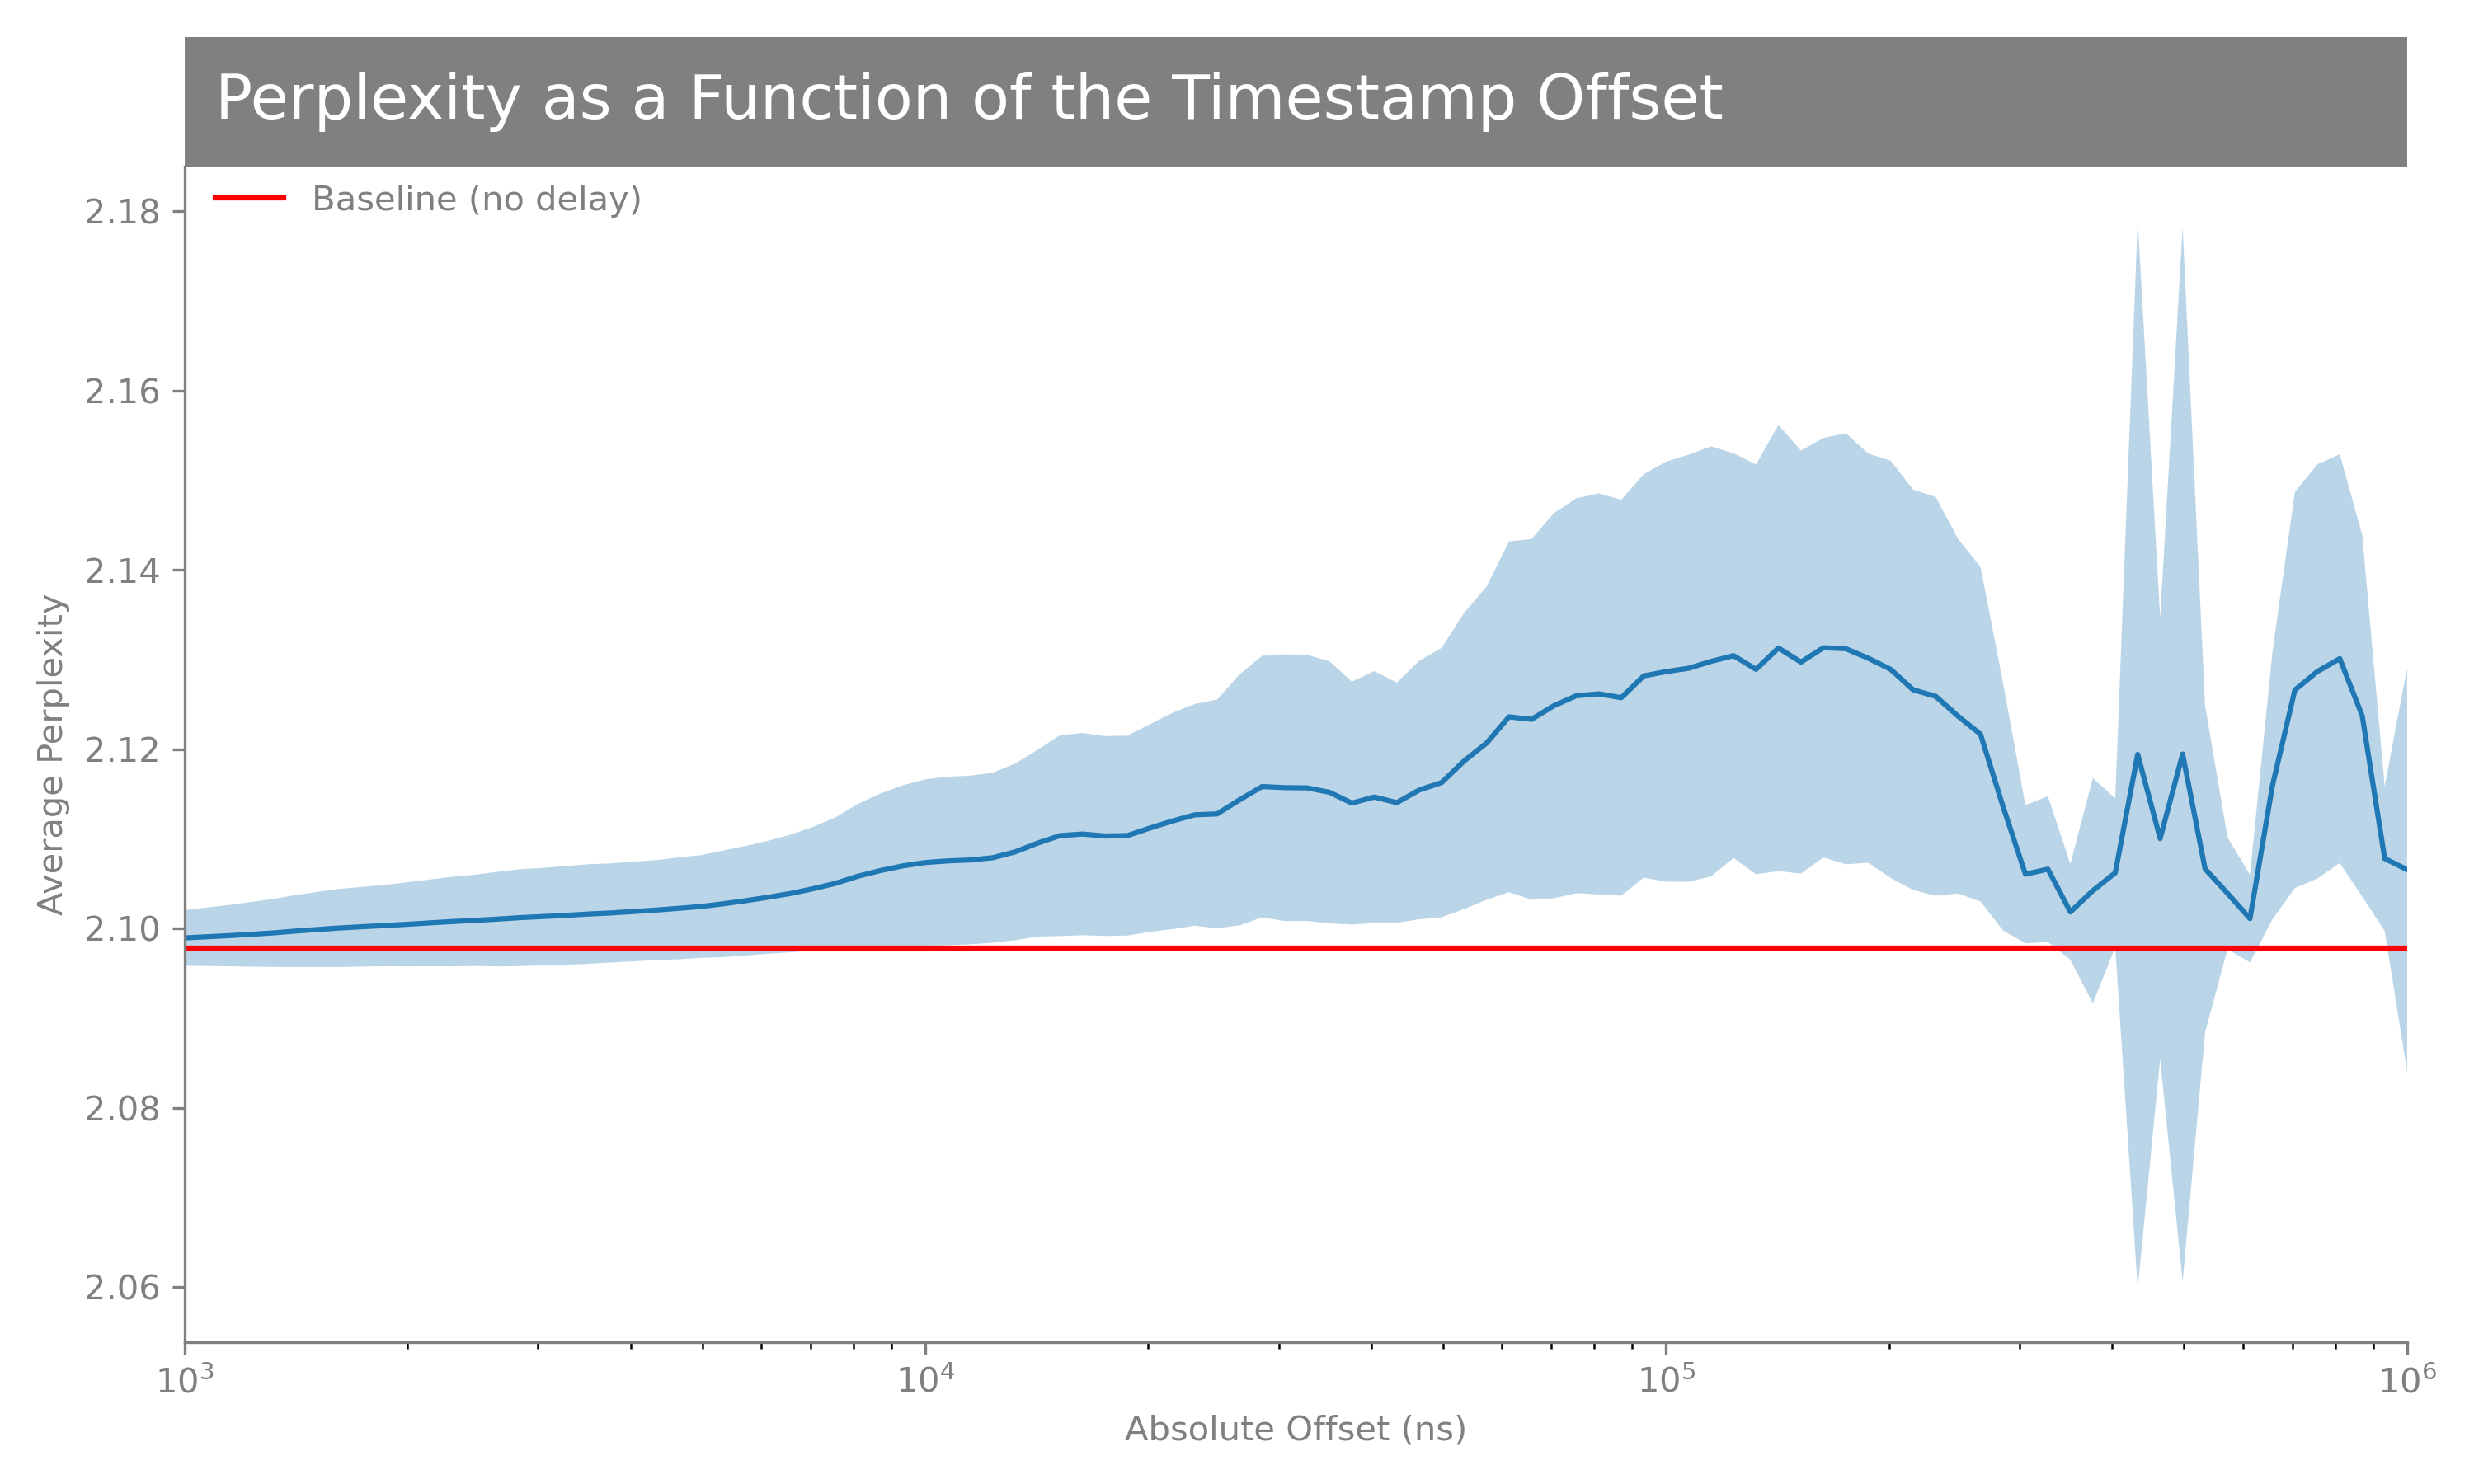 Perplexity as a Function of the Timestamp Offset
Baseline (no delay)
2.18
2.16
2.14
2.12
2.10
2.08
2.06
Average Perplexity
10³
10⁴
10⁵
10⁶
Absolute Offset (ns)